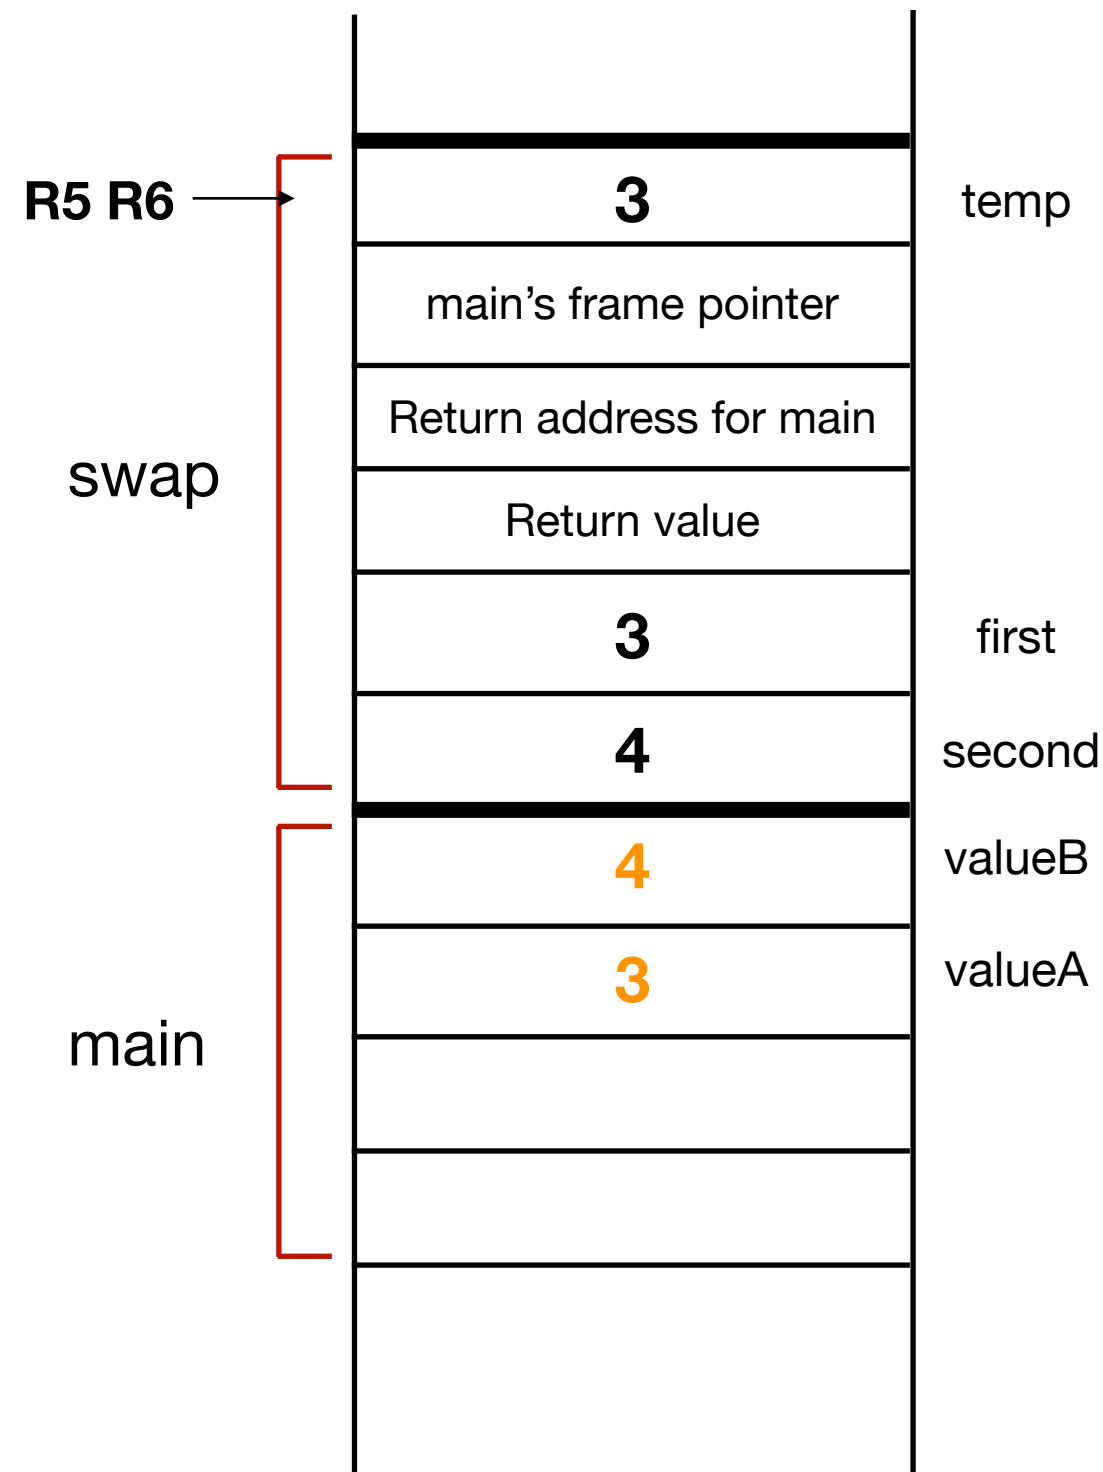 R5 R6
3
temp
main’s frame pointer
Return address for main
swap
Return value
3
first
4
second
4
valueB
3
valueA
main